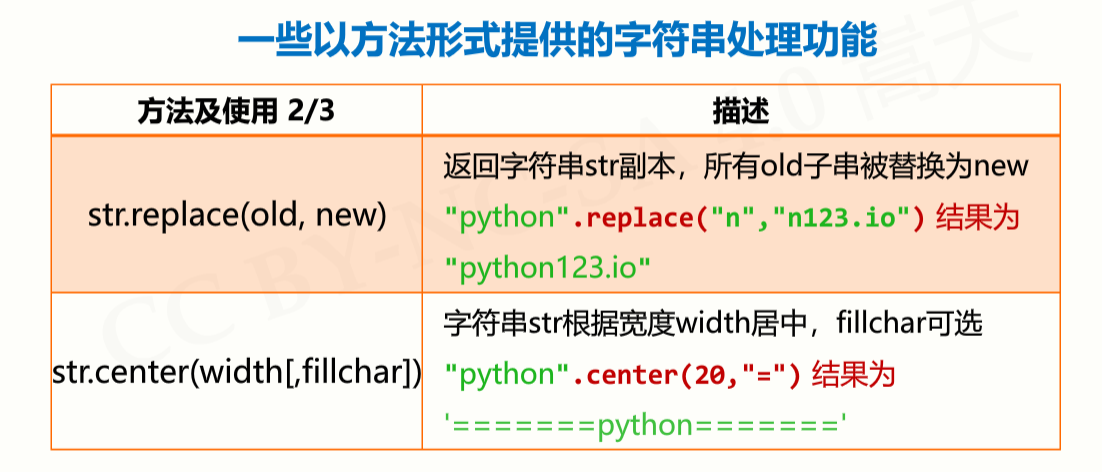 一些以方法形式提供的字符串处理功能
方法及使用 2/3
描述
str.replace(old, new)
返回字符串str副本，所有old子串被替换为new
"python".replace("n","n123.io") 结果为
"python123.io"
str.center(width[,fillchar])
字符串str根据宽度width居中，fillchar可选
"python".center(20,"=") 结果为
'=======python======='
CC BY-NC-SA 4.0 嵩天